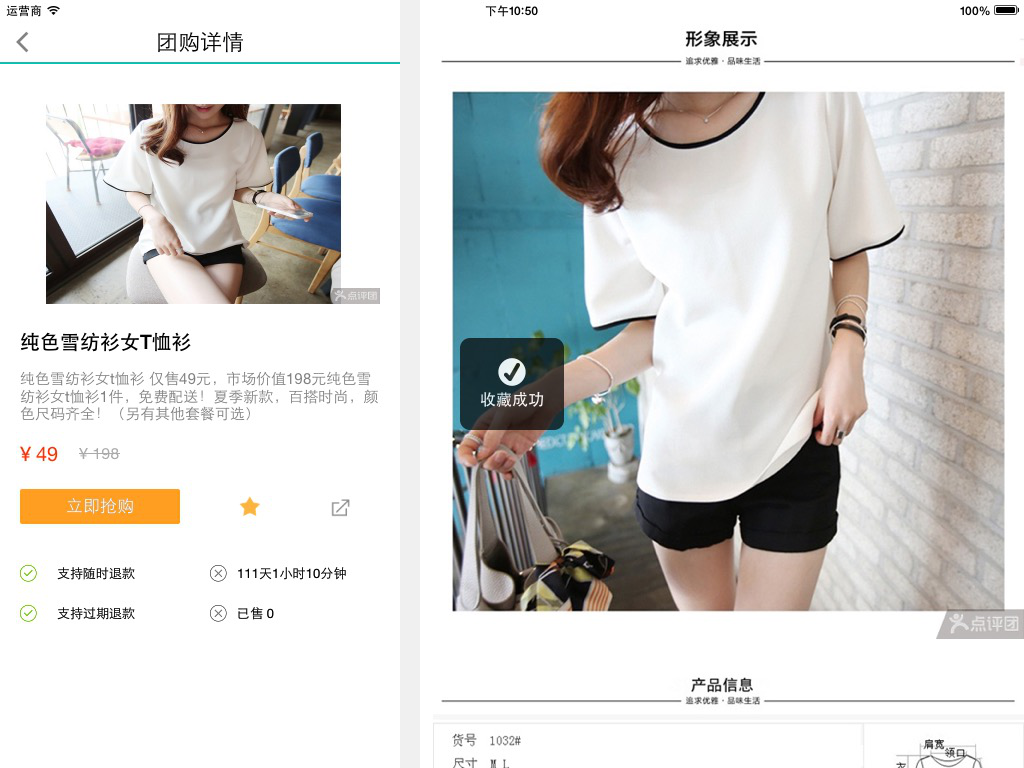 运营商
下午10:50
100%
团购详情
点评团
纯色雪纺衫女T恤衫
纯色雪纺衫女t恤衫 仅售49元，市场价值198元纯色雪
纺衫女t恤衫1件，免费配送！夏季新款，百搭时尚，颜
色尺码齐全！（另有其他套餐可选）
¥ 49
¥ 198
立即抢购
支持随时退款
111天1小时10分钟
支持过期退款
已售 0
形象展示
追求优雅·品味生活
收藏成功
点评团
产品信息
追求优雅·品味生活
货号 1032#
尺寸 M L
肩宽
领口